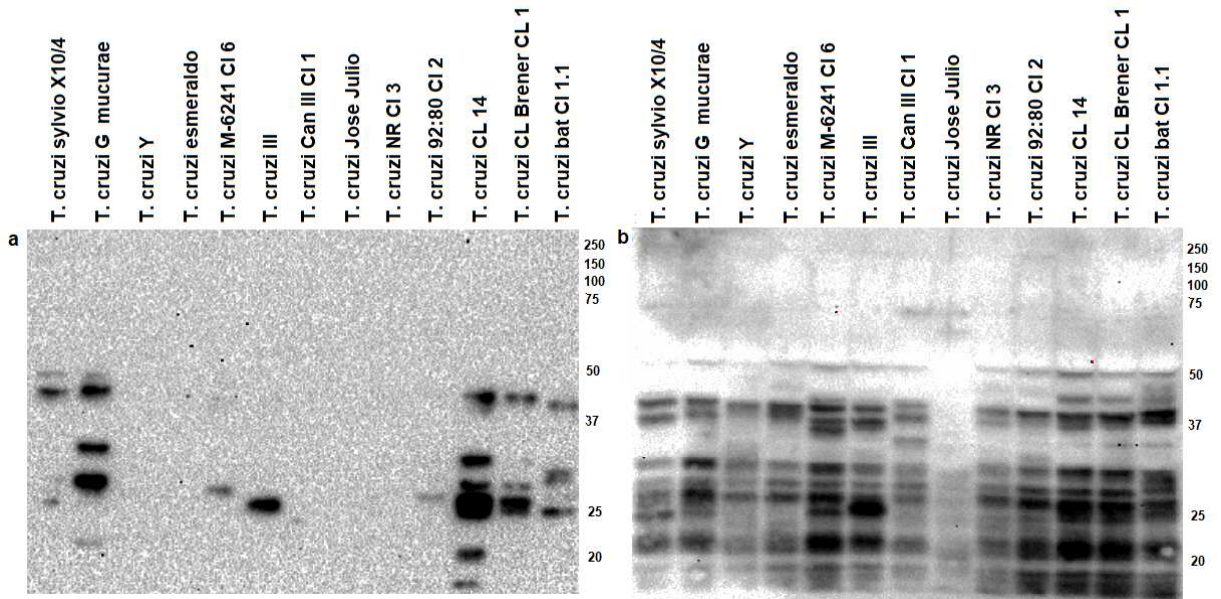 T. cruzi sylvio X10/4
T. cruzi G mucurae
T. cruzi Y
T. cruzi esmeraldo
T. cruzi M-6241 Cl 6
T. cruzi III
T. cruzi Can III Cl 1
T. cruzi Jose Julio
T. cruzi NR Cl 3
T. cruzi 92:80 Cl 2
T. cruzi CL 14
T. cruzi CL Brener CL 1
T. cruzi bat Cl 1.1
a
250
150
100
75
50
37
25
20
T. cruzi sylvio X10/4
T. cruzi G mucurae
T. cruzi Y
T. cruzi esmeraldo
T. cruzi M-6241 Cl 6
T. cruzi III
T. cruzi Can III Cl 1
T. cruzi Jose Julio
T. cruzi NR Cl 3
T. cruzi 92:80 Cl 2
T. cruzi CL 14
T. cruzi CL Brener CL 1
T. cruzi bat Cl 1.1
b
250
150
100
75
50
37
25
20